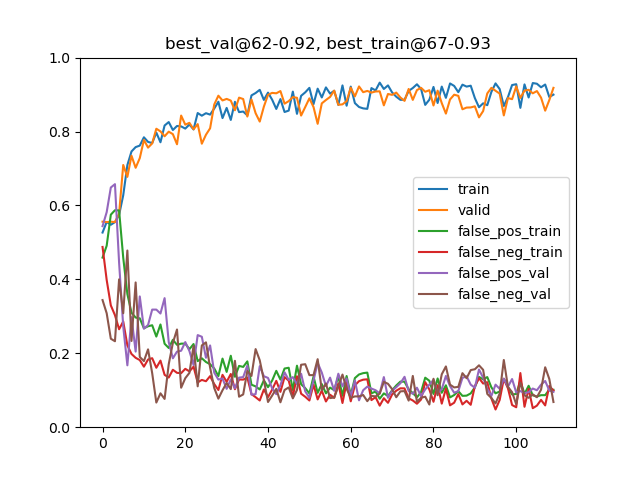 best_val@62-0.92, best_train@67-0.93
1.0
0.8
0.6
0.4
0.2
0.0
0
20
40
60
80
100
train
valid
false_pos_train
false_neg_train
false_pos_val
false_neg_val